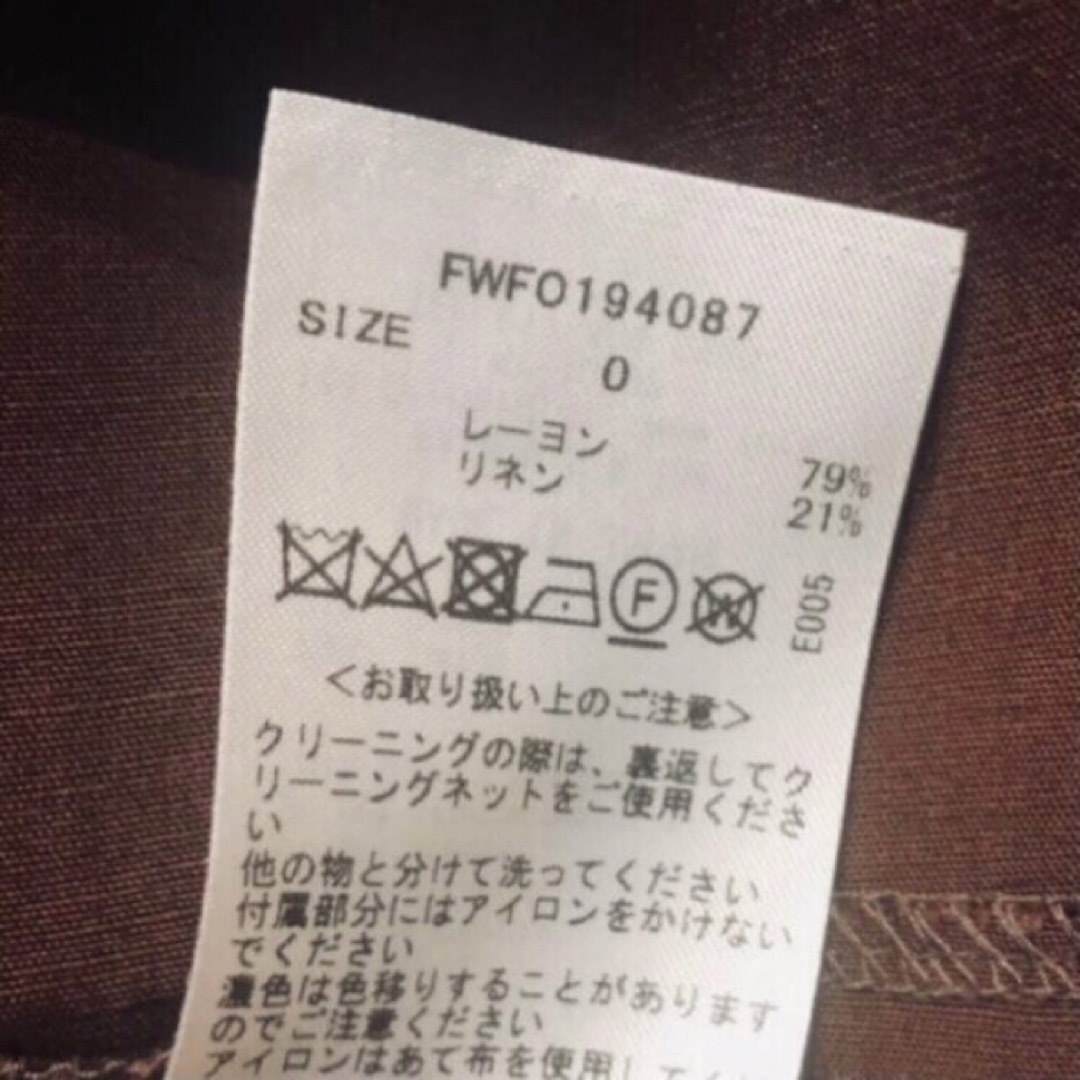 FWF0194087
SIZE
0
レーヨン 79%
リネン 21%
F W E005
<お取り扱い上のご注意>
クリーニングの際は、裏返してク
リーニングネットをご使用くださ
い
他の物と分けて洗ってください
付属部分にはアイロンをかけない
でください
濃色は色移りすることがあります
のでご注意ください
アイロンはあて布を使用して